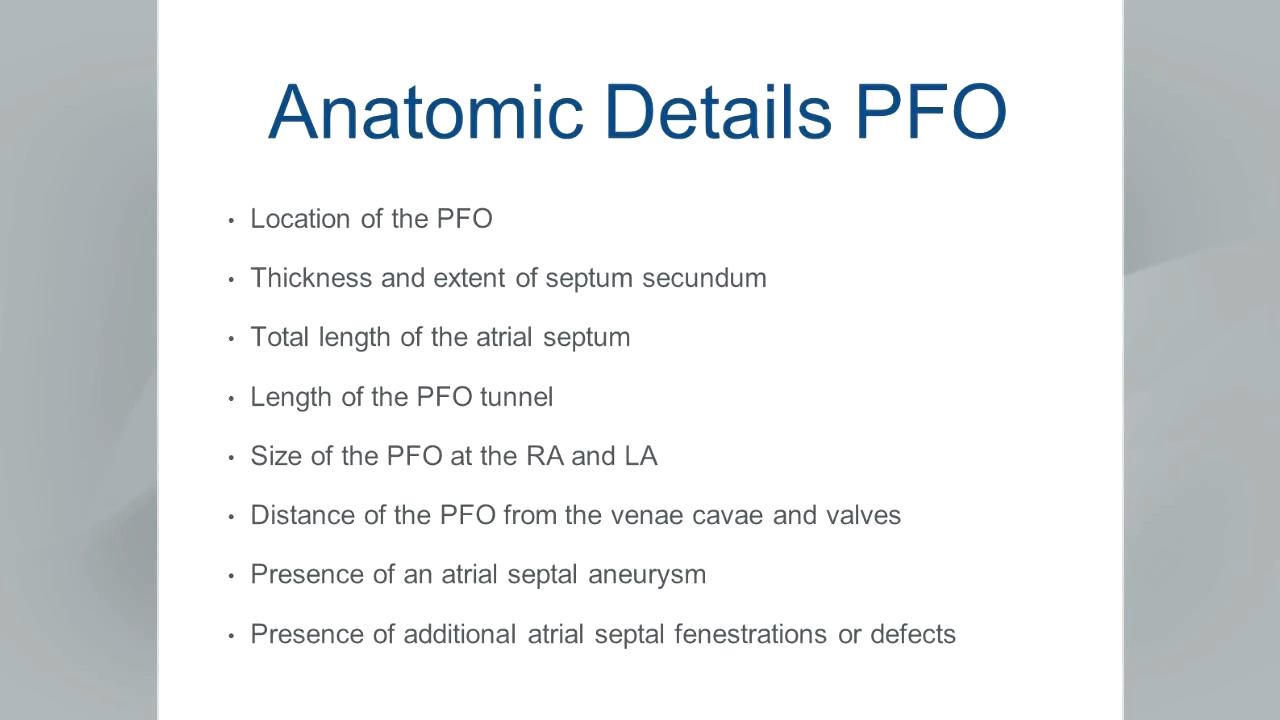 Anatomic Details PFO
• Location of the PFO
• Thickness and extent of septum secundum
• Total length of the atrial septum
• Length of the PFO tunnel
• Size of the PFO at the RA and LA
• Distance of the PFO from the venae cavae and valves
• Presence of an atrial septal aneurysm
• Presence of additional atrial septal fenestrations or defects